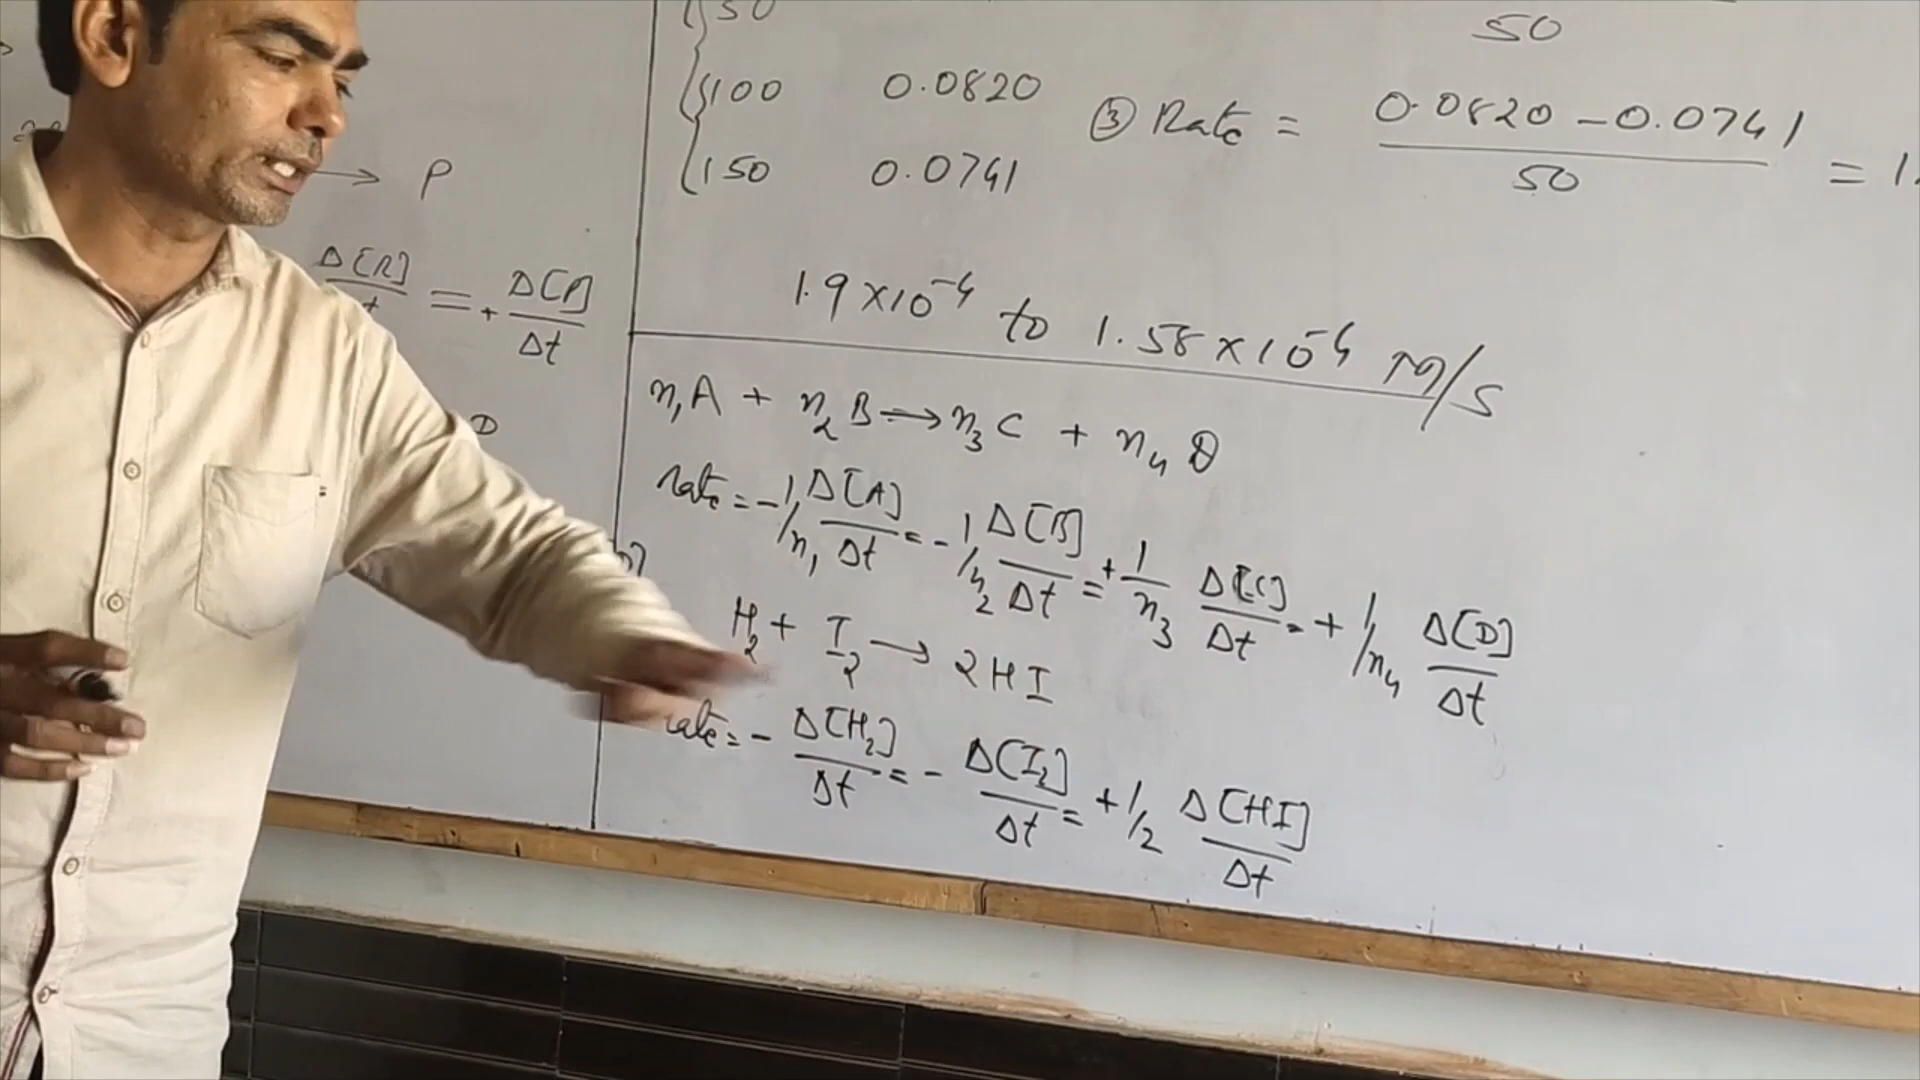 50
50
100 0.0820
③ Rate = 0.0820 - 0.0741 / 50 = 1.
150 0.0741
→ P
Δ[R] / t = + Δ[P] / Δt
D
1.9 × 10⁻⁴ to 1.58 × 10⁻⁴ M/s
n₁A + n₂B → n₃C + n₄D
rate = - 1/n₁ Δ[A]/Δt = - 1/n₂ Δ[B]/Δt = + 1/n₃ Δ[C]/Δt = + 1/n₄ Δ[D]/Δt
H₂ + I₂ → 2HI
rate = - Δ[H₂]/Δt = - Δ[I₂]/Δt = + 1/2 Δ[HI]/Δt